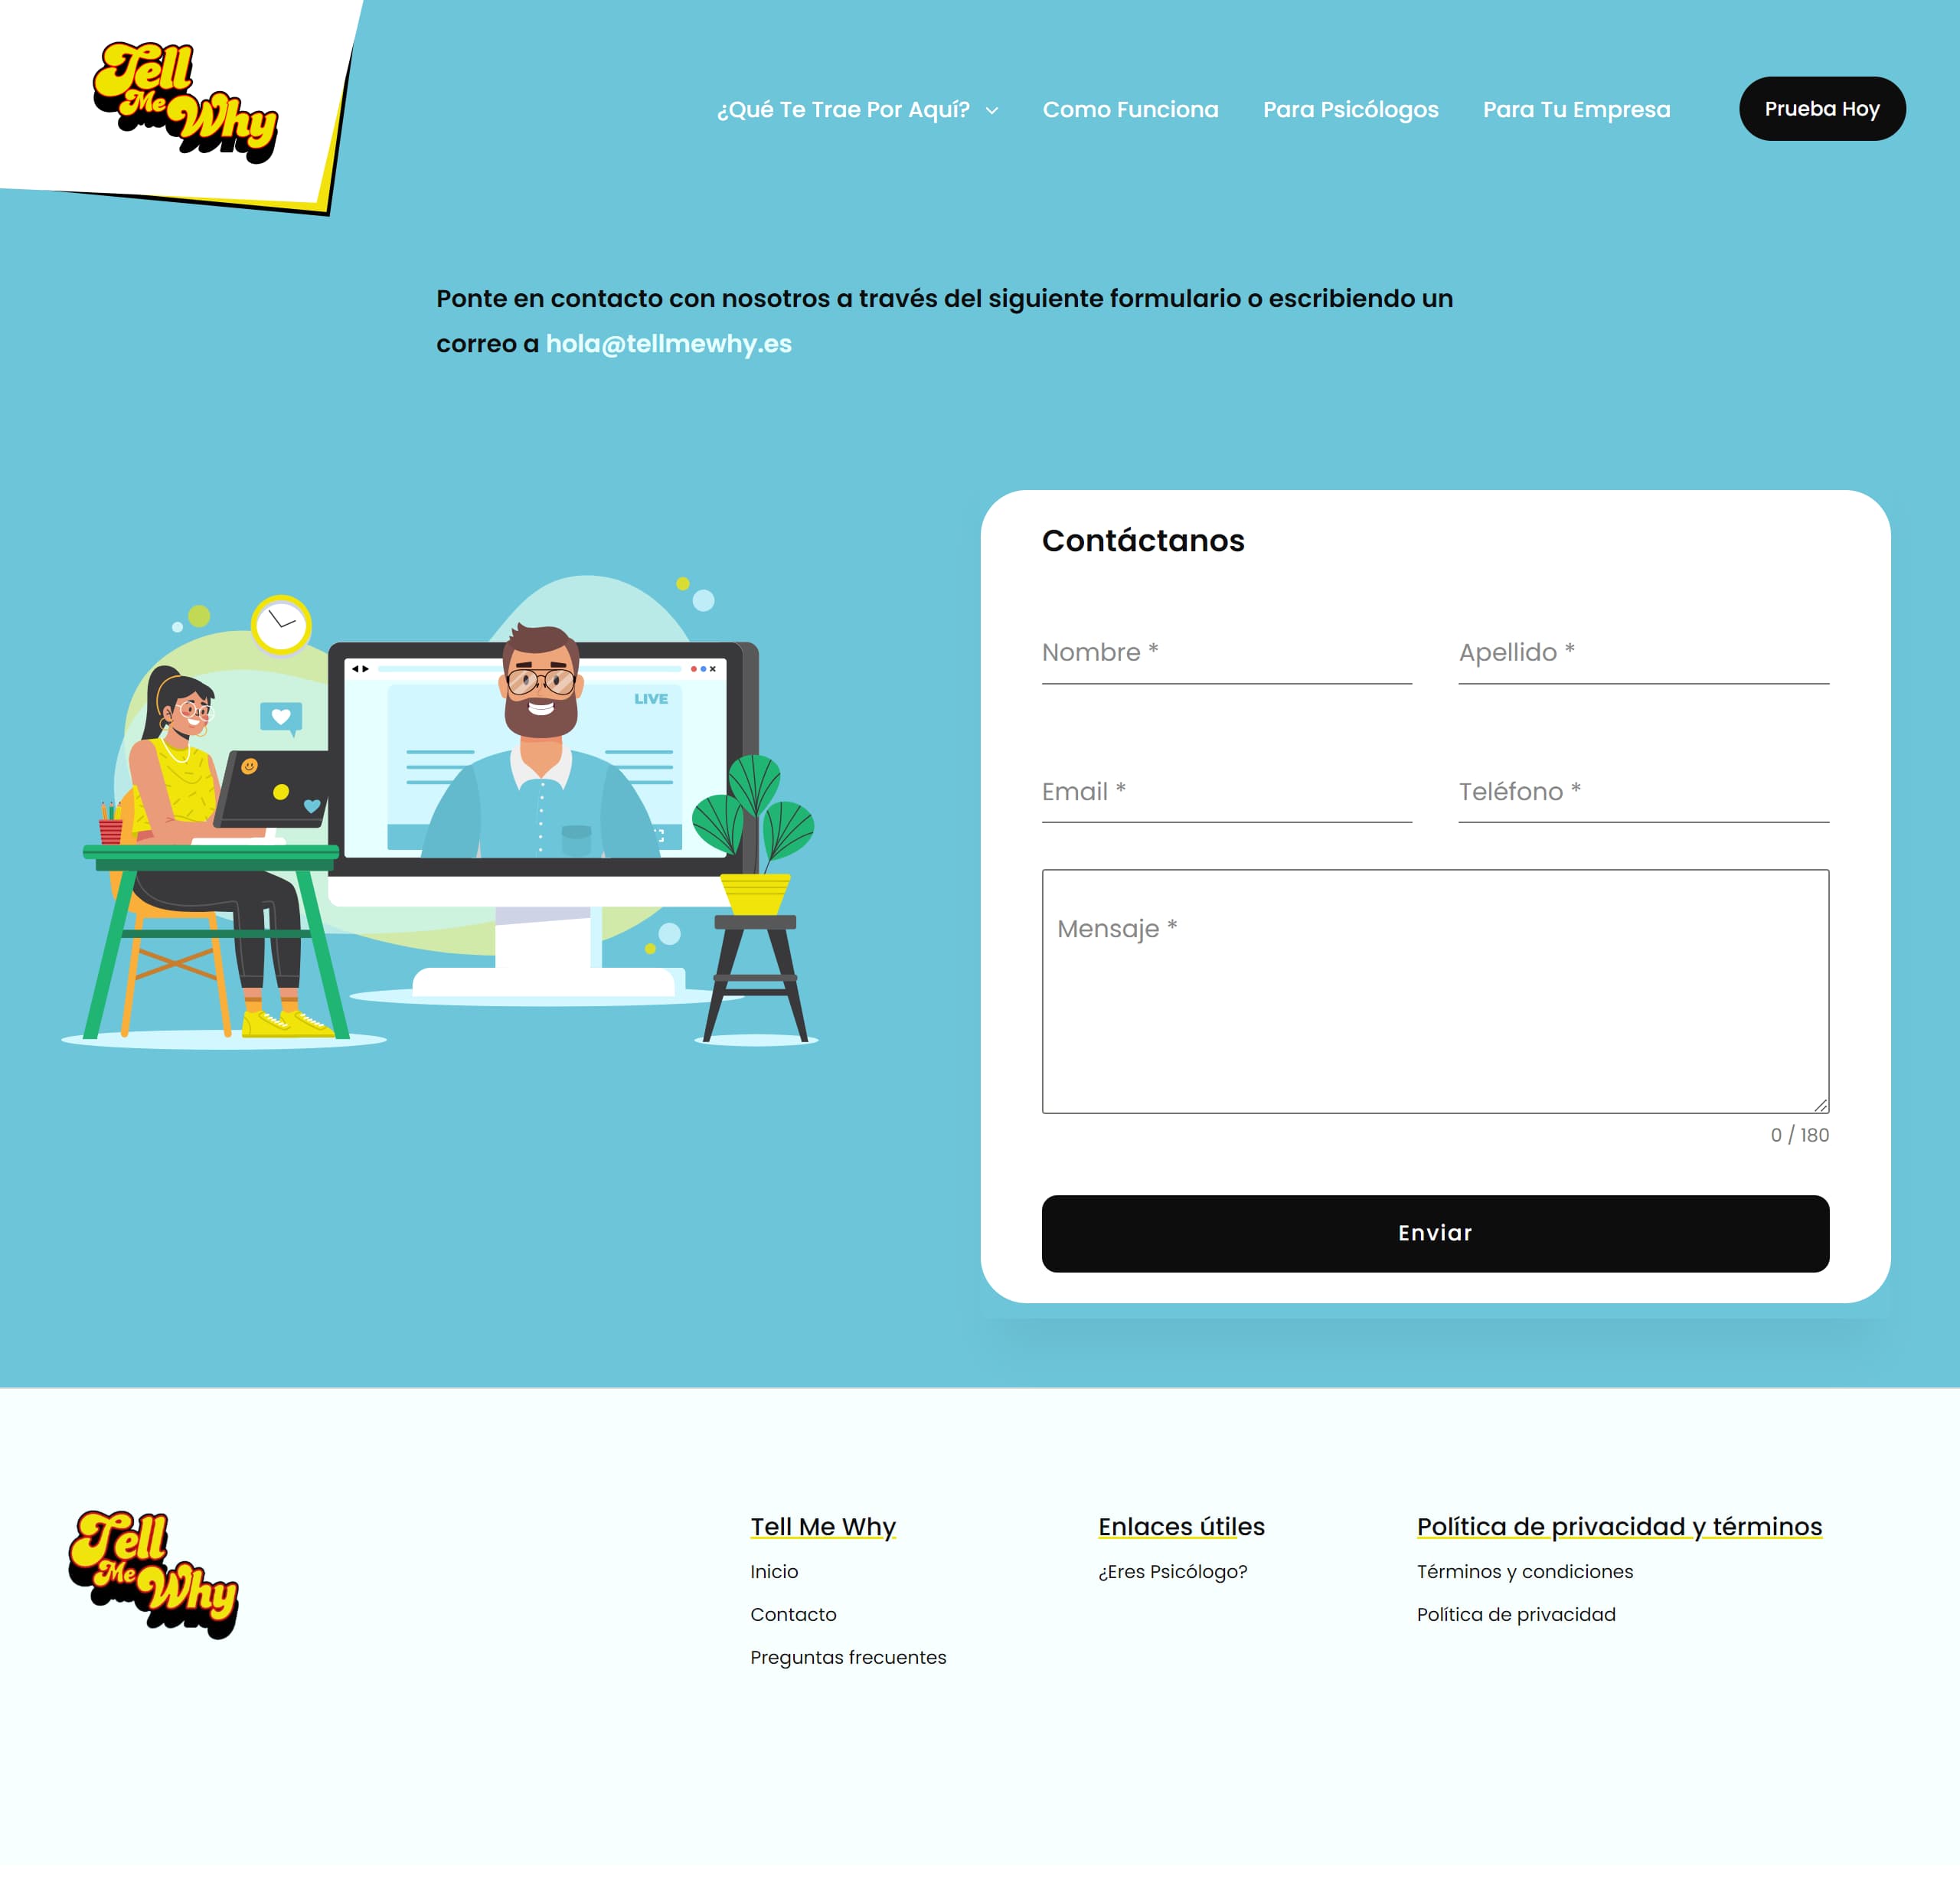 Tell
Me Why
¿Qué Te Trae Por Aquí?
Como Funciona
Para Psicólogos
Para Tu Empresa
Prueba Hoy
Ponte en contacto con nosotros a través del siguiente formulario o escribiendo un
correo a hola@tellmewhy.es
LIVE
Contáctanos
Nombre *
Apellido *
Email *
Teléfono *
Mensaje *
0 / 180
Enviar
Tell
Me Why
Tell Me Why
Inicio
Contacto
Preguntas frecuentes
Enlaces útiles
¿Eres Psicólogo?
Política de privacidad y términos
Términos y condiciones
Política de privacidad